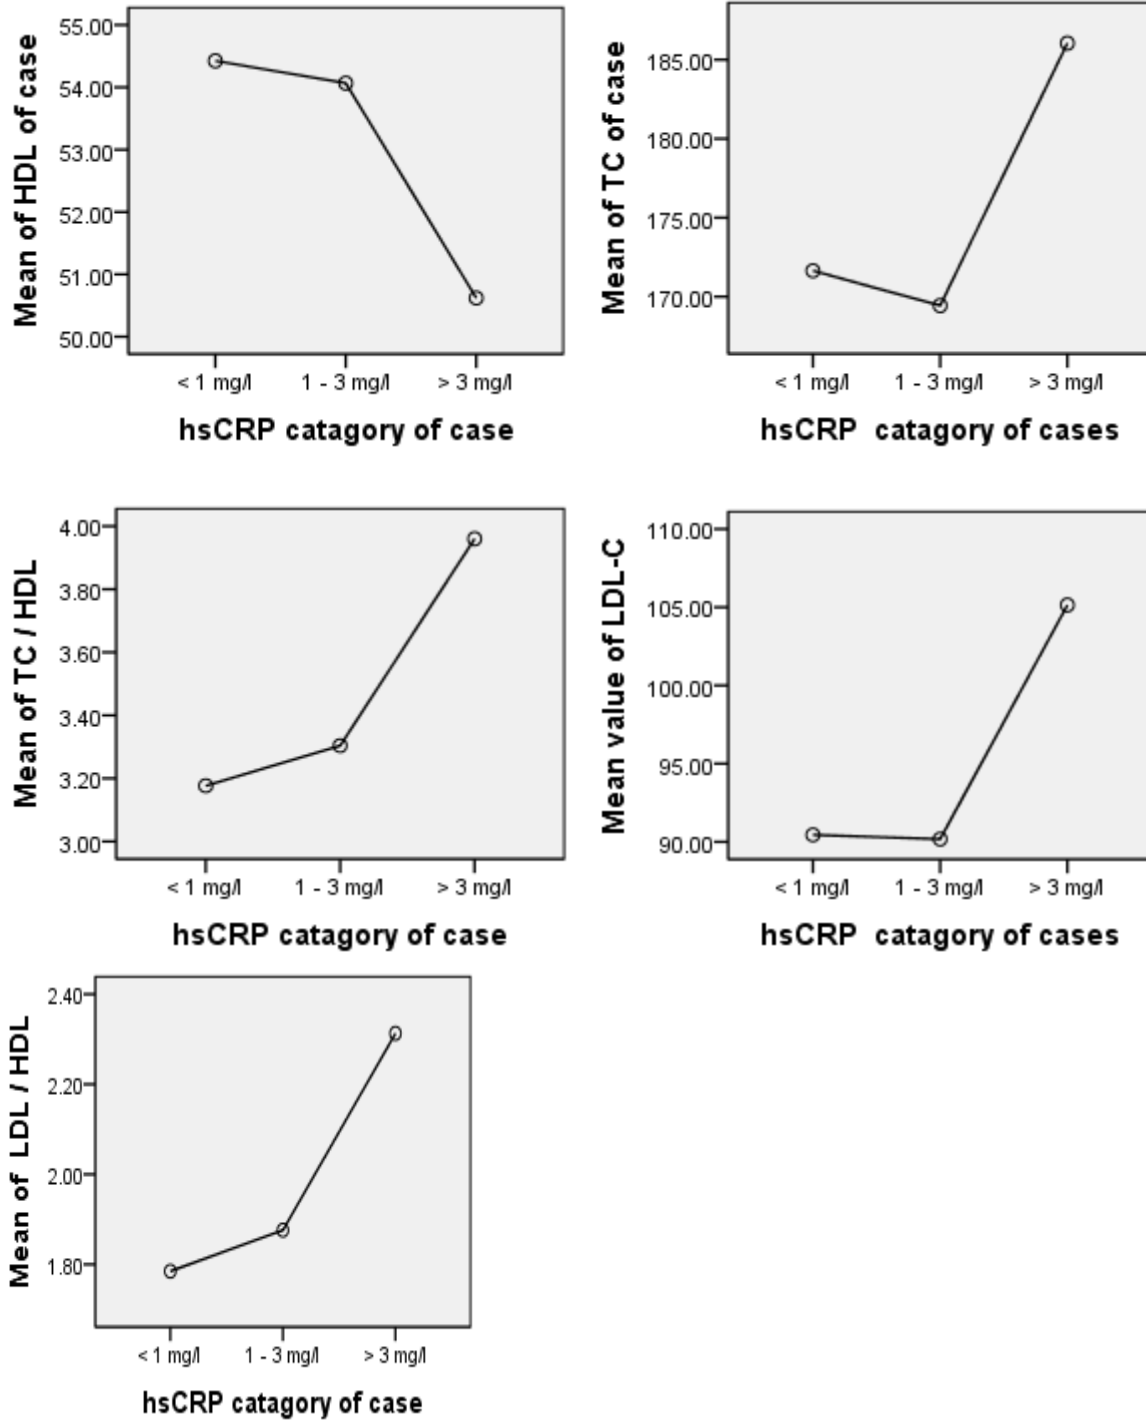 Mean of HDL of case
55.00
54.00
53.00
52.00
51.00
50.00
< 1 mg/l
1 - 3 mg/l
> 3 mg/l
hsCRP catagory of case
Mean of TC of case
185.00
180.00
175.00
170.00
< 1 mg/l
1 - 3 mg/l
> 3 mg/l
hsCRP catagory of cases
Mean of TC / HDL
4.00
3.80
3.60
3.40
3.20
3.00
< 1 mg/l
1 - 3 mg/l
> 3 mg/l
hsCRP catagory of case
Mean value of LDL-C
110.00
105.00
100.00
95.00
90.00
< 1 mg/l
1 - 3 mg/l
> 3 mg/l
hsCRP catagory of cases
Mean of LDL / HDL
2.40
2.20
2.00
1.80
< 1 mg/l
1 - 3 mg/l
> 3 mg/l
hsCRP catagory of case